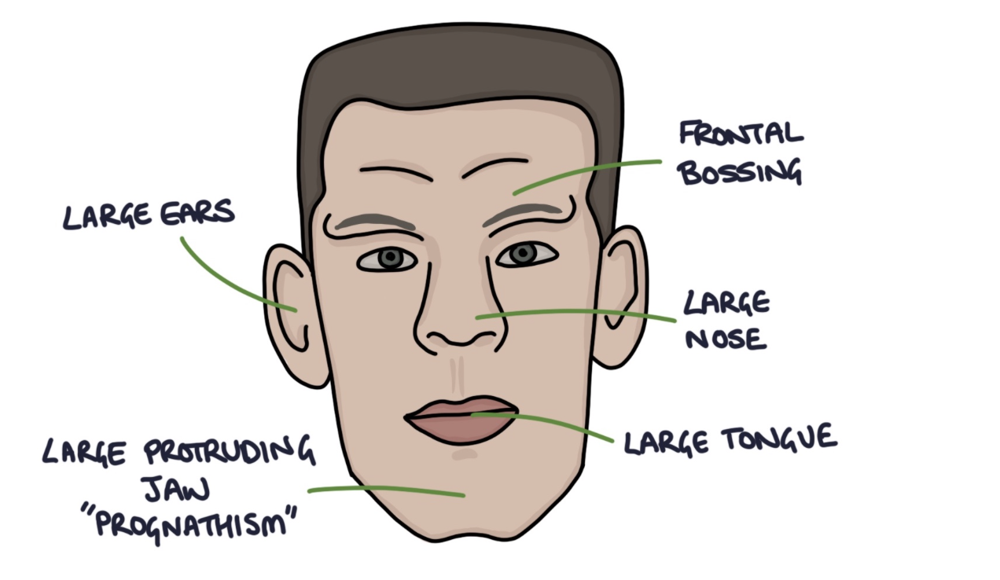 FRONTAL
BOSSING
LARGE EARS
LARGE
NOSE
LARGE TONGUE
LARGE PROTRUDING
JAW
"PROGNATHISM"